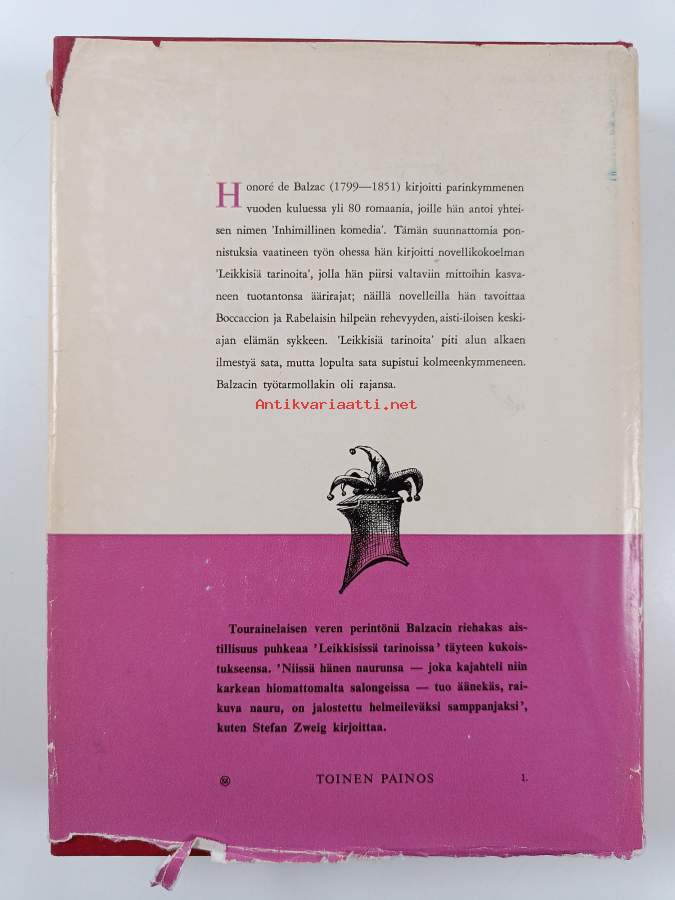 Honoré de Balzac (1799—1851) kirjoitti parinkymmenen
vuoden kuluessa yli 80 romaania, joille hän antoi yhtei-
sen nimen 'Inhimillinen komedia'. Tämän suunnattomia pon-
nistuksia vaatineen työn ohessa hän kirjoitti novellikokoelman
'Leikkisiä tarinoita', jolla hän piirsi valtaviin mittoihin kasva-
neen tuotantonsa äärirajat; näillä novelleilla hän tavoittaa
Boccaccion ja Rabelaisin hilpeän rehevyyden, aisti-iloisen keski-
ajan elämän sykkeen. 'Leikkisiä tarinoita' piti alun alkaen
ilmestyä sata, mutta lopulta sata supistui kolmeenkymmeneen.
Balzacin työtarmollakin oli rajansa.
Antikvariaatti.net
Tourainelaisen veren perintönä Balzacin riehakas ais-
tillisuus puhkeaa 'Leikkisissä tarinoissa' täyteen kukois-
tukseensa. 'Niissä hänen naurunsa — joka kajahteli niin
karkean hiomattomalta salongeissa — tuo äänekäs, rai-
kuva nauru, on jalostettu helmeileväksi samppanjaksi',
kuten Stefan Zweig kirjoittaa.
TOINEN PAINOS 1.